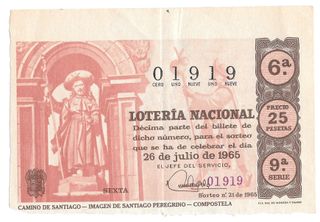 01919
CERO UNO NUEVE UNO NUEVE
6ª
LOTERÍA NACIONAL
Décima parte del billete de
dicho número, para el sorteo
que se ha de celebrar el día
26 de julio de 1965
EL JEFE DEL SERVICIO,
01919
PRECIO
25
PESETAS
9ª
SERIE
SEXTA
Sorteo nº 21 de 1965
CAMINO DE SANTIAGO — IMAGEN DE SANTIAGO PEREGRINO — COMPOSTELA